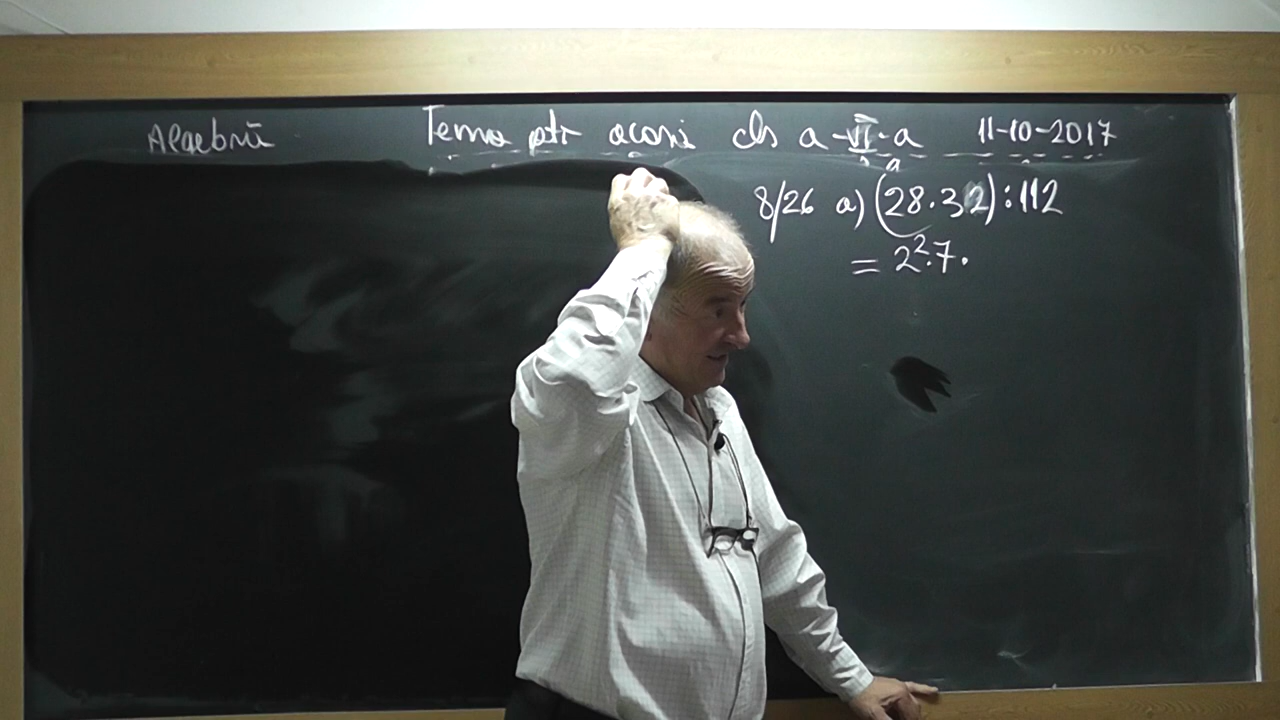 Algebră Tema ptr acasă cls a-VI-a 11-10-2017
8/26 a) (28.32):112
= 2².7.